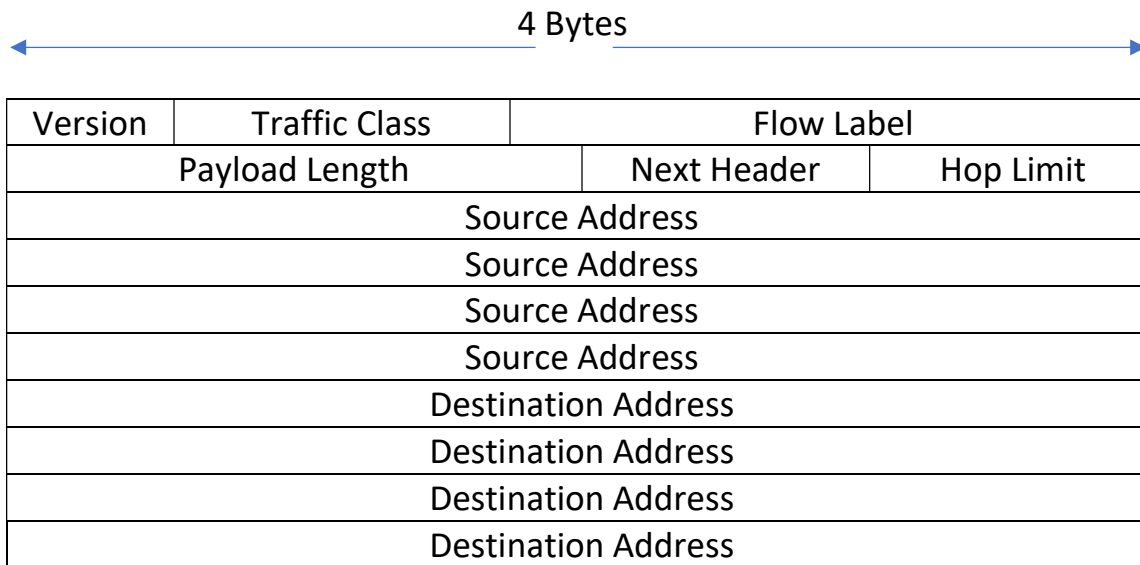 4 Bytes
Version Traffic Class Flow Label
Payload Length Next Header Hop Limit
Source Address
Source Address
Source Address
Source Address
Destination Address
Destination Address
Destination Address
Destination Address